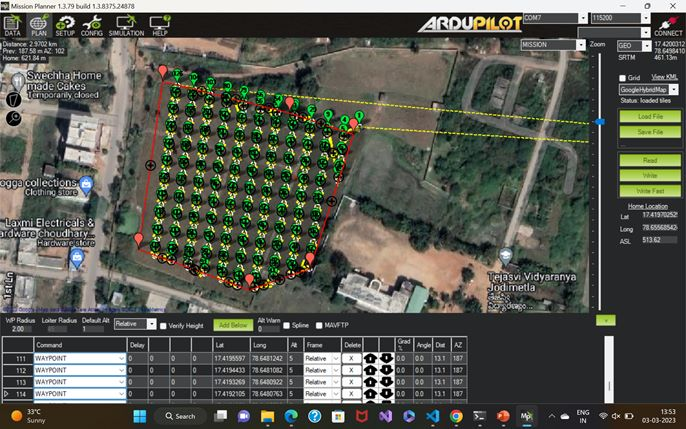 Mission Planner 1.3.79 build 1.3.8375.24878
DATA PLAN SETUP CONFIG SIMULATION HELP
ARDUPILOT
COM7 115200
CONNECT
Distance: 2.9702 km
Prev: 187.58 m AZ: 102
Home: 621.84 m
MISSION
Zoom
GEO
17.4200312
78.6498410
SRTM 461.13m
Grid View KML
GoogleHybridMap
Status: loaded tiles
Load File
Save File
Read
Write
Write Fast
Home Location
Lat 17.419702525
Long 78.65568542
ASL 513.62
Swechha Home
made Cakes
Temporarily closed
ogga collections
Clothing store
Laxmi Electricals &
ardware choudhary...
Hardware store
1st Ln
Tejasvi Vidyaranya
Jodimetla
WP Radius Loiter Radius Default Alt
2.00 45 1
Relative
Verify Height
Add Below
Alt Warn
0
Spline
MAVFTP
Command Delay Lat Long Alt Frame Delete Grad % Angle Dist AZ
111 WAYPOINT 0 0 0 0 17.4195597 78.6481242 5 Relative X 0.0 0.0 13.1 187
112 WAYPOINT 0 0 0 0 17.4194433 78.6481082 5 Relative X 0.0 0.0 13.1 187
113 WAYPOINT 0 0 0 0 17.4193269 78.6480922 5 Relative X 0.0 0.0 13.1 187
114 WAYPOINT 0 0 0 0 17.4192105 78.6480763 5 Relative X 0.0 0.0 13.1 187
33°C
Sunny
Search
ENG
IN
13:53
03-03-2023